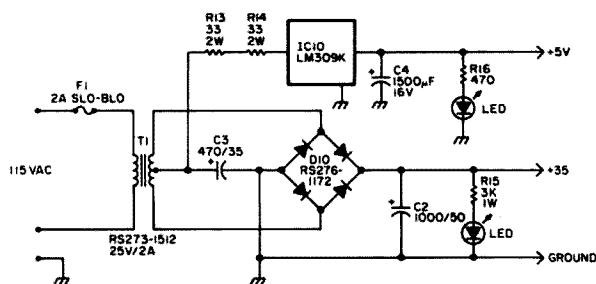 R13
33
2W
R14
33
2W
IC10
LM309K
+5V
C4
1500µF
16V
+
R16
470
LED
F1
2A SLO-BLO
T1
C3
470/35
+
D10
RS276-
1172
+35
115VAC
R15
3K
1W
+
C2
1000/50
LED
RS273-1512
25V/2A
GROUND